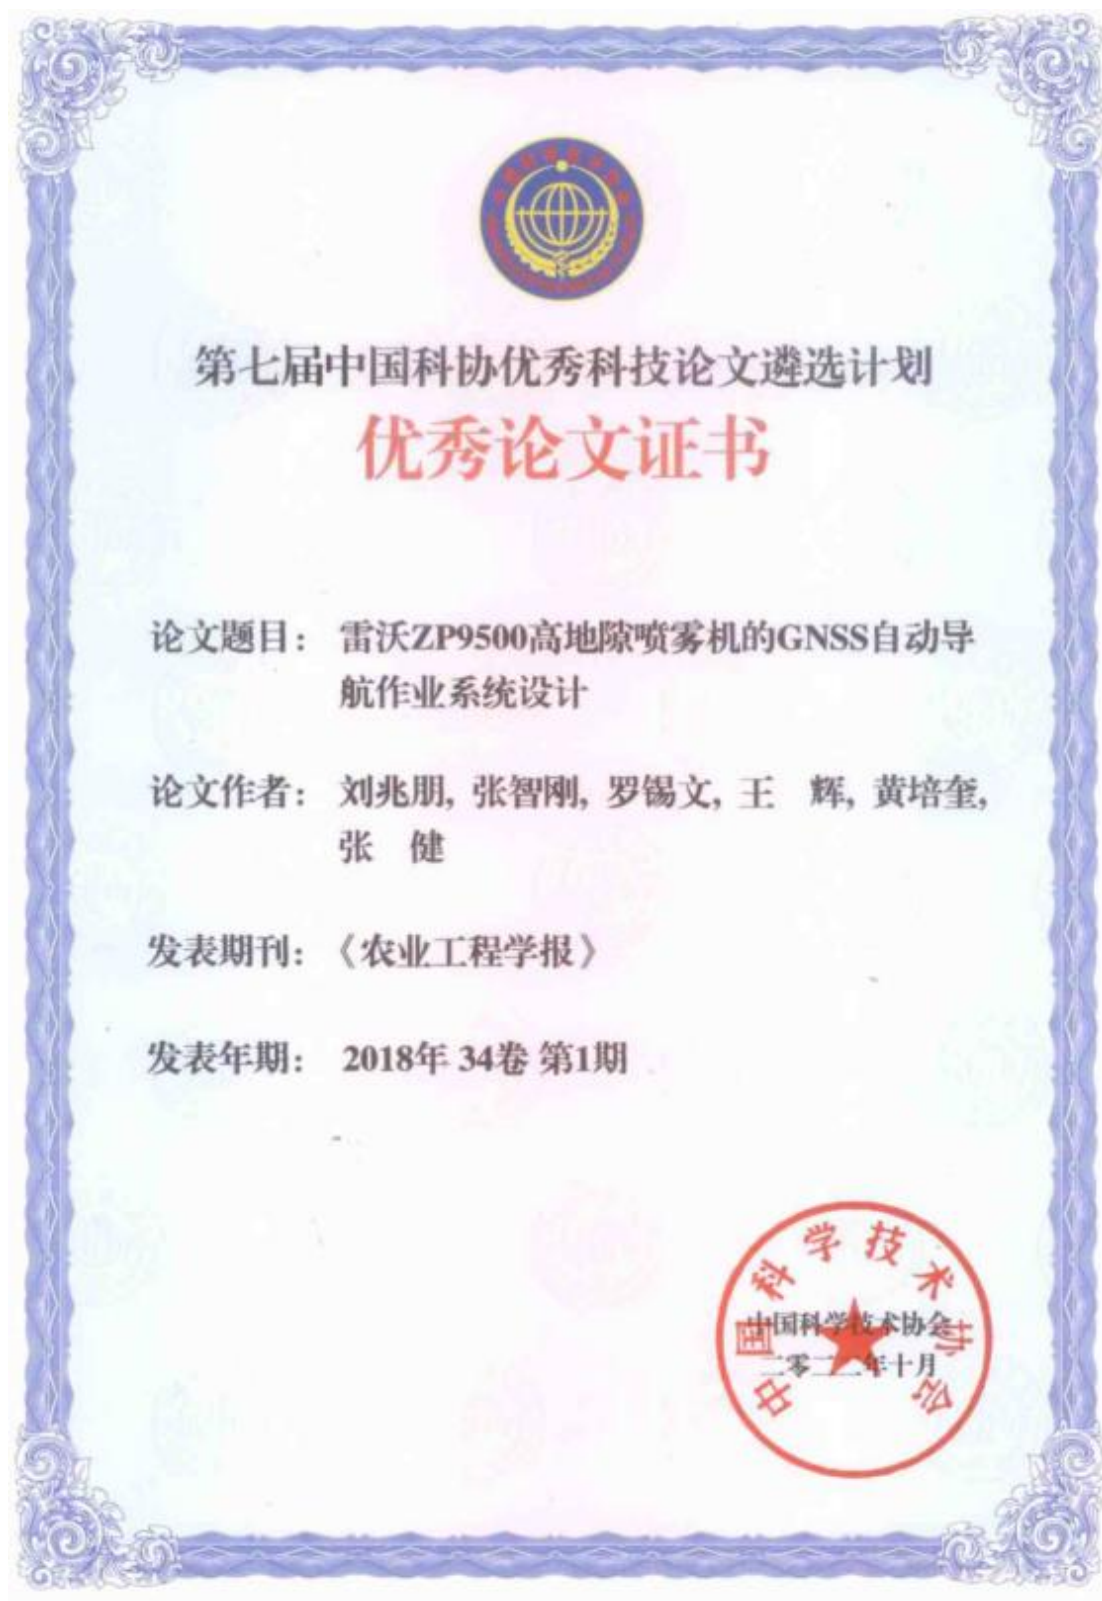 第七届中国科协优秀科技论文遴选计划
优秀论文证书
论文题目： 雷沃ZP9500高地隙喷雾机的GNSS自动导
航作业系统设计
论文作者： 刘兆朋, 张智刚, 罗锡文, 王　辉, 黄培奎,
张　健
发表期刊： 《农业工程学报》
发表年期： 2018年 34卷 第1期
中国科学技术协会
中国科学技术协会
二零二二年十月